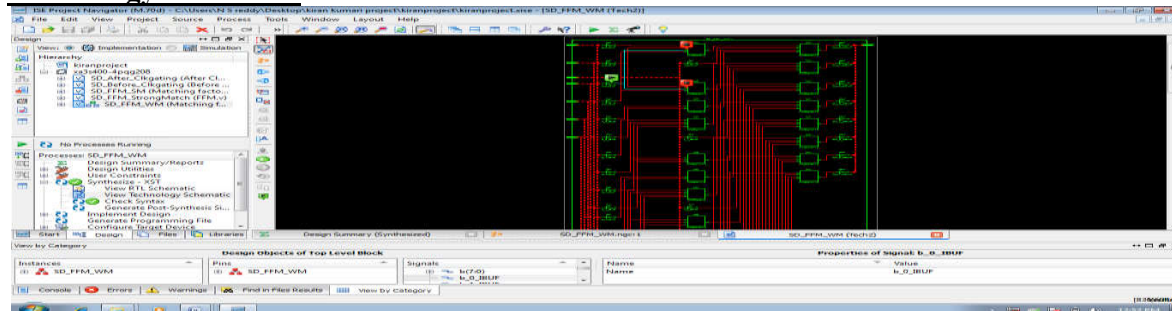 ISE Project Navigator (M.70d) - C:\Users\N S reddy\Desktop\kiran kuman project\kiranproject\kiranproject.xise - [SD_FFM_WM (Tech2)]
File Edit View Project Source Process Tools Window Layout Help
Design
View: Implementation Simulation
Hierarchy
kiranproject
xa3s400-4pqg208
SD_After_Clkgating (After Cl...
SD_Before_Clkgating (Before ...
SD_FFM_SM (Matching facto...
SD_FFM_StrongMatch (FFM.v)
SD_FFM_WM (Matching f...
No Processes Running
Processes: SD_FFM_WM
Design Summary/Reports
Design Utilities
User Constraints
Synthesize - XST
View RTL Schematic
View Technology Schematic
Check Syntax
Generate Post-Synthesis Si...
Implement Design
Generate Programming File
Configure Target Device
Start Design Files Libraries
Design Summary (Synthesized) SD_FFM_WM.ngr:1 SD_FFM_WM (Tech2)
View by Category
Design Objects of Top Level Block Properties of Signal: b_0_IBUF
Instances Pins Signals Name Value
SD_FFM_WM SD_FFM_WM b(7:0) Name b_0_IBUF
Console Errors Warnings Find in Files Results View by Category